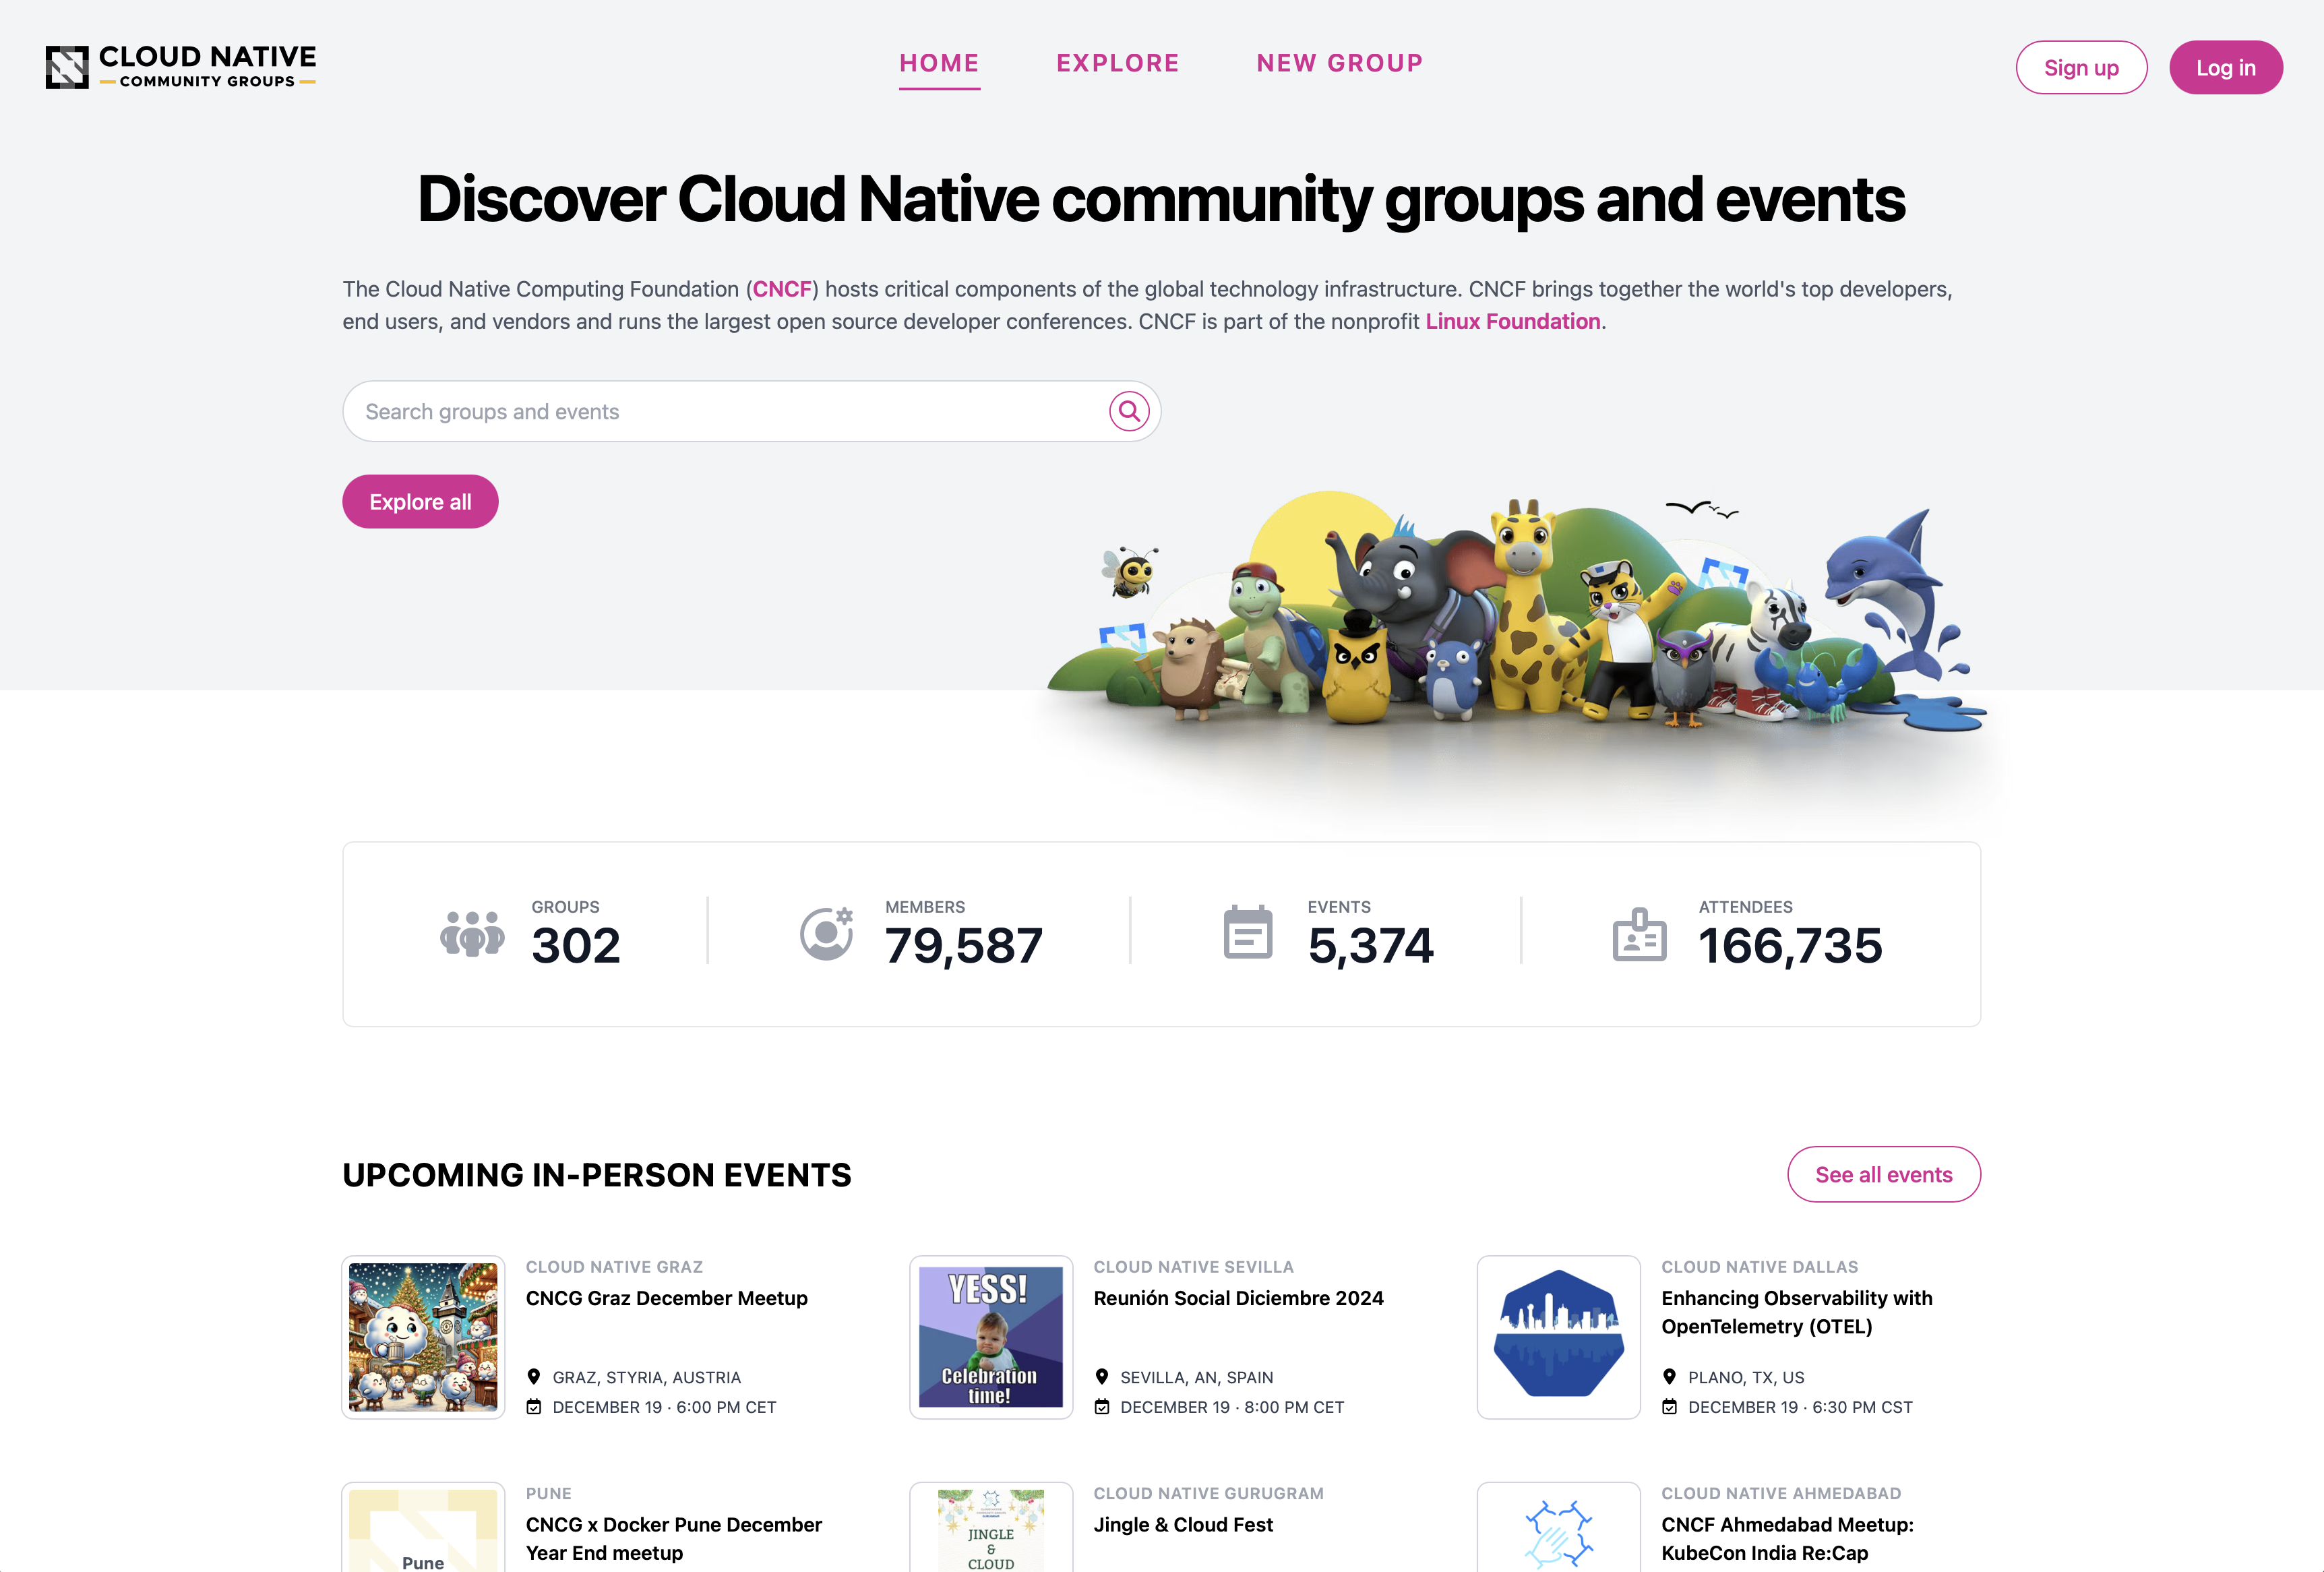 CLOUD NATIVE
COMMUNITY GROUPS
HOME
EXPLORE
NEW GROUP
Sign up
Log in
Discover Cloud Native community groups and events
The Cloud Native Computing Foundation (CNCF) hosts critical components of the global technology infrastructure. CNCF brings together the world's top developers,
end users, and vendors and runs the largest open source developer conferences. CNCF is part of the nonprofit Linux Foundation.
Search groups and events
Explore all
GROUPS
302
MEMBERS
79,587
EVENTS
5,374
ATTENDEES
166,735
UPCOMING IN-PERSON EVENTS
See all events
CLOUD NATIVE GRAZ
CNCG Graz December Meetup
GRAZ, STYRIA, AUSTRIA
DECEMBER 19 · 6:00 PM CET
YESS!
Celebration
time!
CLOUD NATIVE SEVILLA
Reunión Social Diciembre 2024
SEVILLA, AN, SPAIN
DECEMBER 19 · 8:00 PM CET
CLOUD NATIVE DALLAS
Enhancing Observability with
OpenTelemetry (OTEL)
PLANO, TX, US
DECEMBER 19 · 6:30 PM CST
Pune
PUNE
CNCG x Docker Pune December
Year End meetup
JINGLE
&
CLOUD
CLOUD NATIVE GURUGRAM
Jingle & Cloud Fest
CLOUD NATIVE AHMEDABAD
CNCF Ahmedabad Meetup:
KubeCon India Re:Cap